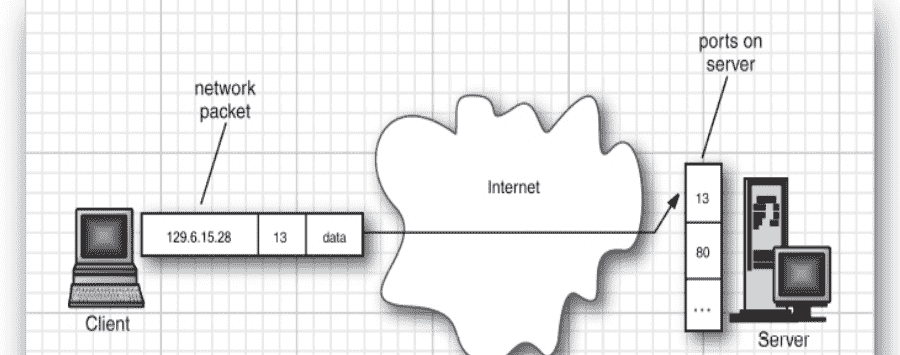 ports on
server
network
packet
Internet
129.6.15.28
13
data
13
80
...
Client
Server